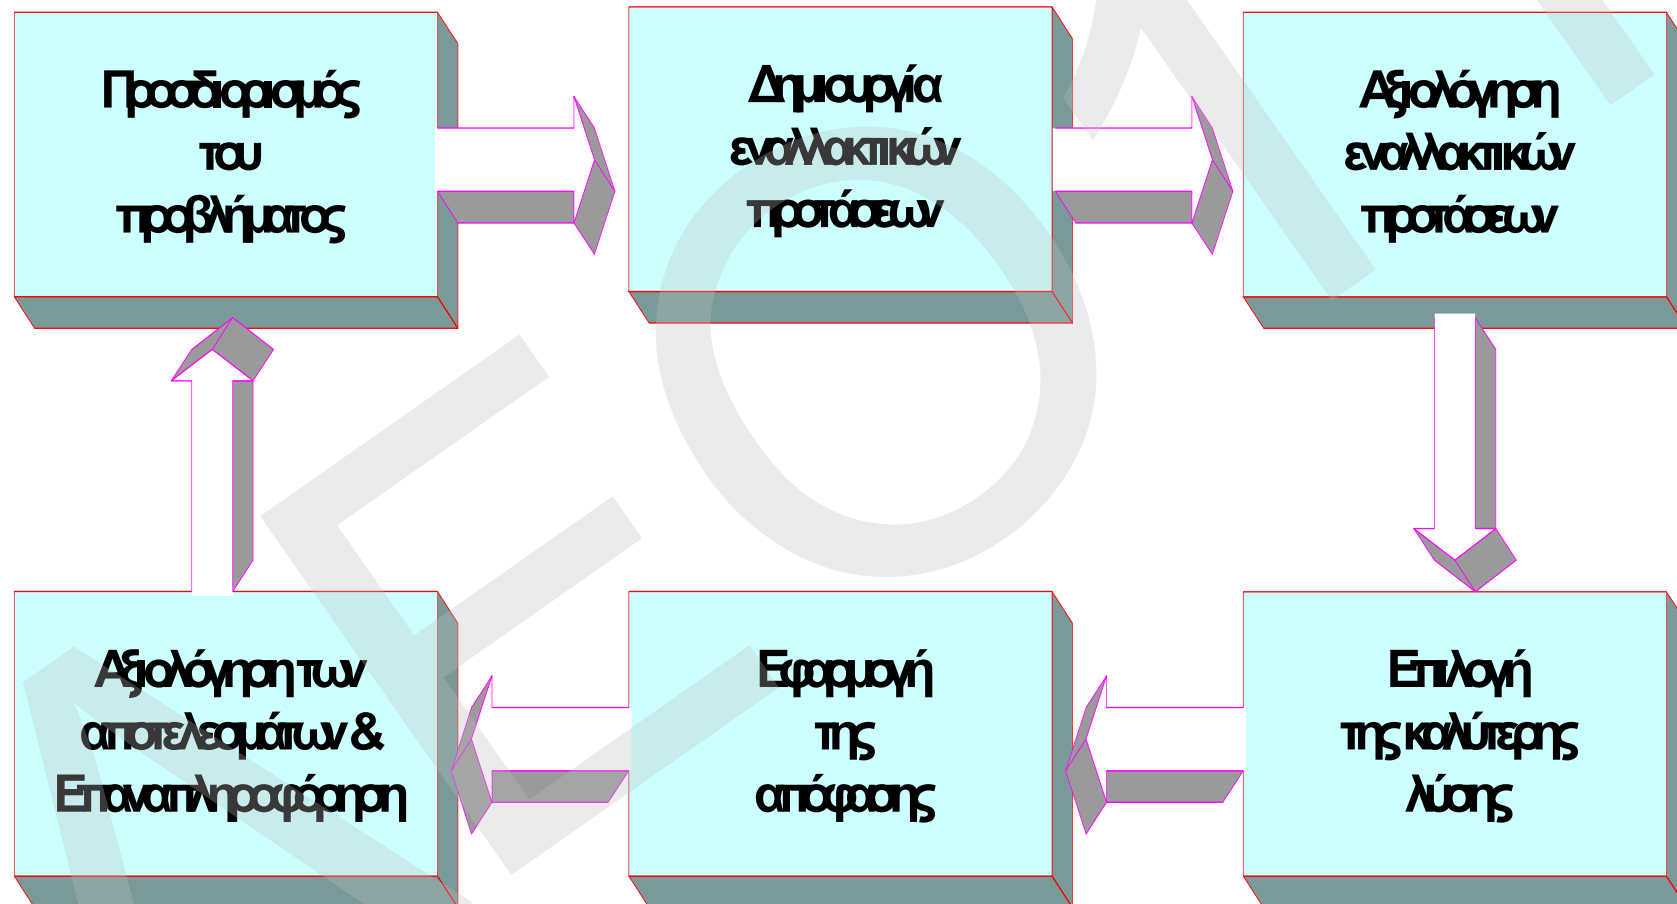 Προσδιορισμός
του
προβλήματος
Δημιουργία
εναλλακτικών
προτάσεων
Αξιολόγηση
εναλλακτικών
προτάσεων
Επιλογή
της καλύτερης
λύσης
Εφαρμογή
της
απόφασης
Αξιολόγηση των
αποτελεσμάτων &
Επαναπληροφόρηση